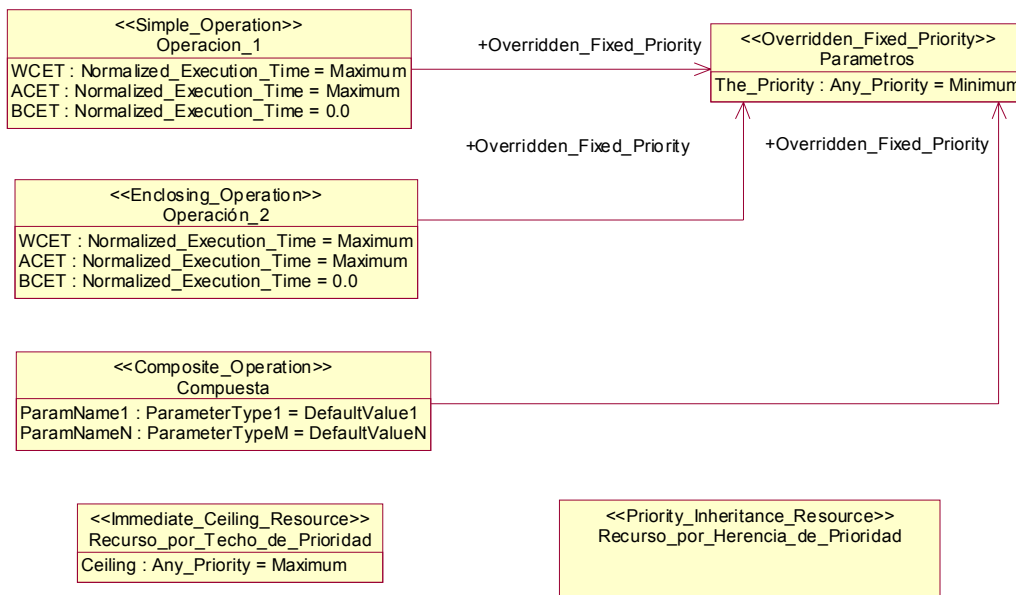 <<Simple_Operation>>
Operacion_1
WCET : Normalized_Execution_Time = Maximum
ACET : Normalized_Execution_Time = Maximum
BCET : Normalized_Execution_Time = 0.0
+Overridden_Fixed_Priority
<<Overridden_Fixed_Priority>>
Parametros
The_Priority : Any_Priority = Minimum
+Overridden_Fixed_Priority
+Overridden_Fixed_Priority
<<Enclosing_Operation>>
Operación_2
WCET : Normalized_Execution_Time = Maximum
ACET : Normalized_Execution_Time = Maximum
BCET : Normalized_Execution_Time = 0.0
<<Composite_Operation>>
Compuesta
ParamName1 : ParameterType1 = DefaultValue1
ParamNameN : ParameterTypeM = DefaultValueN
<<Immediate_Ceiling_Resource>>
Recurso_por_Techo_de_Prioridad
Ceiling : Any_Priority = Maximum
<<Priority_Inheritance_Resource>>
Recurso_por_Herencia_de_Prioridad